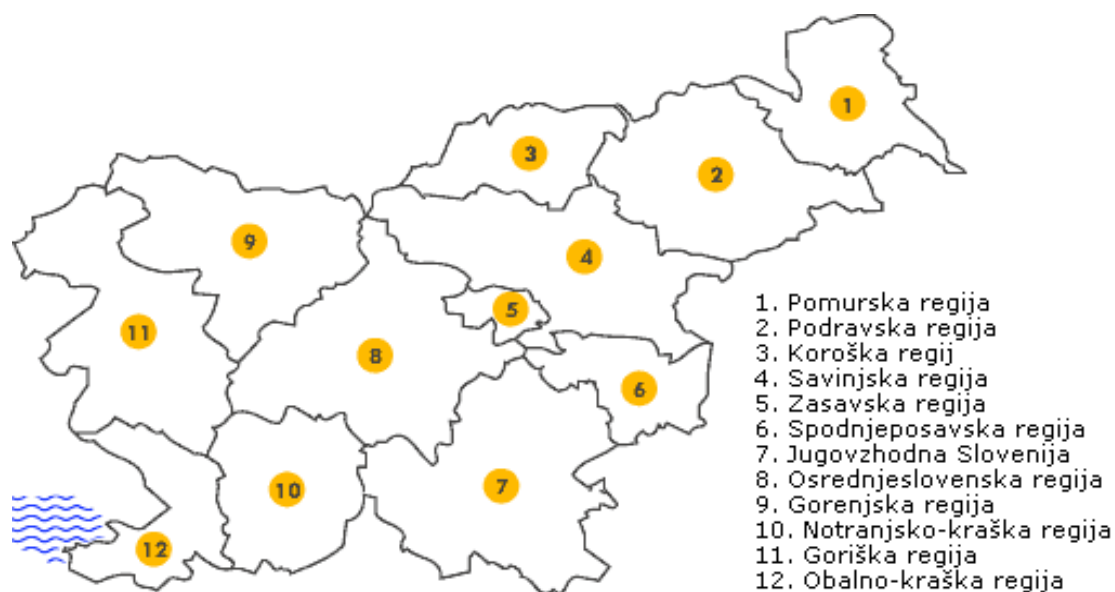 1
3
2
9
4
5
11
8
6
7
10
12
1. Pomurska regija
2. Podravska regija
3. Koroška regij
4. Savinjska regija
5. Zasavska regija
6. Spodnjeposavska regija
7. Jugovzhodna Slovenija
8. Osrednjeslovenska regija
9. Gorenjska regija
10. Notranjsko-kraška regija
11. Goriška regija
12. Obalno-kraška regija